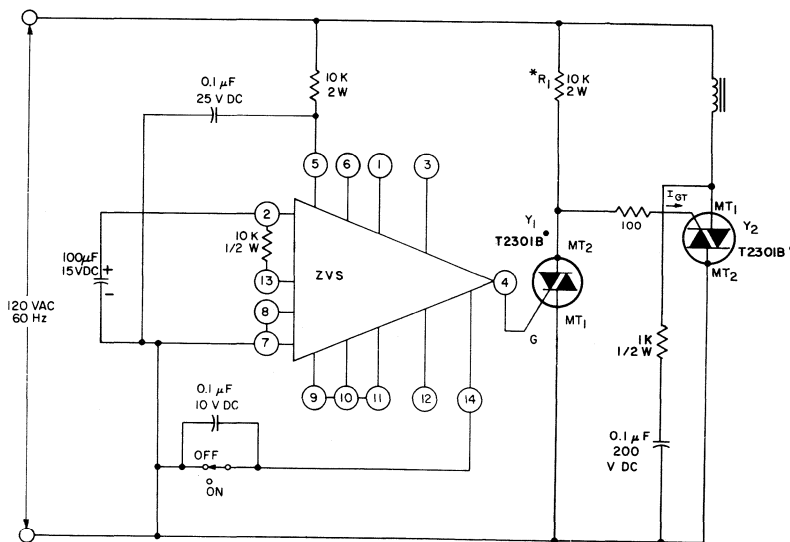 0.1 µF
25 V DC
10 K
2 W
*R1
10 K
2 W
5
6
1
3
IGT
MT1
Y2
T2301B
MT2
100
Y1
T2301B
MT2
MT1
G
2
10 K
1/2 W
13
8
7
ZVS
4
100µF
15VDC
+
-
120 VAC
60 Hz
9
10
11
12
14
1K
1/2 W
0.1 µF
10 V DC
OFF
ON
0.1 µF
200
V DC